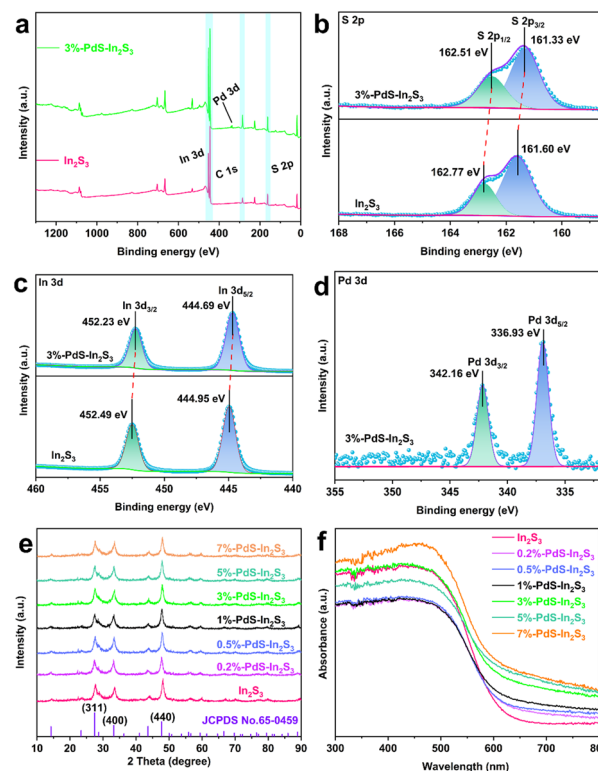 a
3%-PdS-In₂S₃
Pd 3d
In 3d
C 1s
S 2p
In₂S₃
Intensity (a.u.)
1300 1100 900 700 500 300 100 0
Binding energy (eV)
b
S 2p
S 2p₁/₂
S 2p₃/₂
162.51 eV
161.33 eV
3%-PdS-In₂S₃
161.60 eV
162.77 eV
In₂S₃
Intensity (a.u.)
168 166 164 162 160
Binding energy (eV)
c
In 3d
In 3d₃/₂
In 3d₅/₂
452.23 eV
444.69 eV
3%-PdS-In₂S₃
452.49 eV
444.95 eV
In₂S₃
Intensity (a.u.)
460 455 450 445 440
Binding energy (eV)
d
Pd 3d
Pd 3d₅/₂
336.93 eV
Pd 3d₃/₂
342.16 eV
3%-PdS-In₂S₃
Intensity (a.u.)
355 350 345 340 335
Binding energy (eV)
e
7%-PdS-In₂S₃
5%-PdS-In₂S₃
3%-PdS-In₂S₃
1%-PdS-In₂S₃
0.5%-PdS-In₂S₃
0.2%-PdS-In₂S₃
In₂S₃
(311)
(400)
(440)
JCPDS No.65-0459
Intensity (a.u.)
10 20 30 40 50 60 70 80 90
2 Theta (degree)
f
In₂S₃
0.2%-PdS-In₂S₃
0.5%-PdS-In₂S₃
1%-PdS-In₂S₃
3%-PdS-In₂S₃
5%-PdS-In₂S₃
7%-PdS-In₂S₃
Absorbance (a.u.)
300 400 500 600 700
Wavelength (nm)